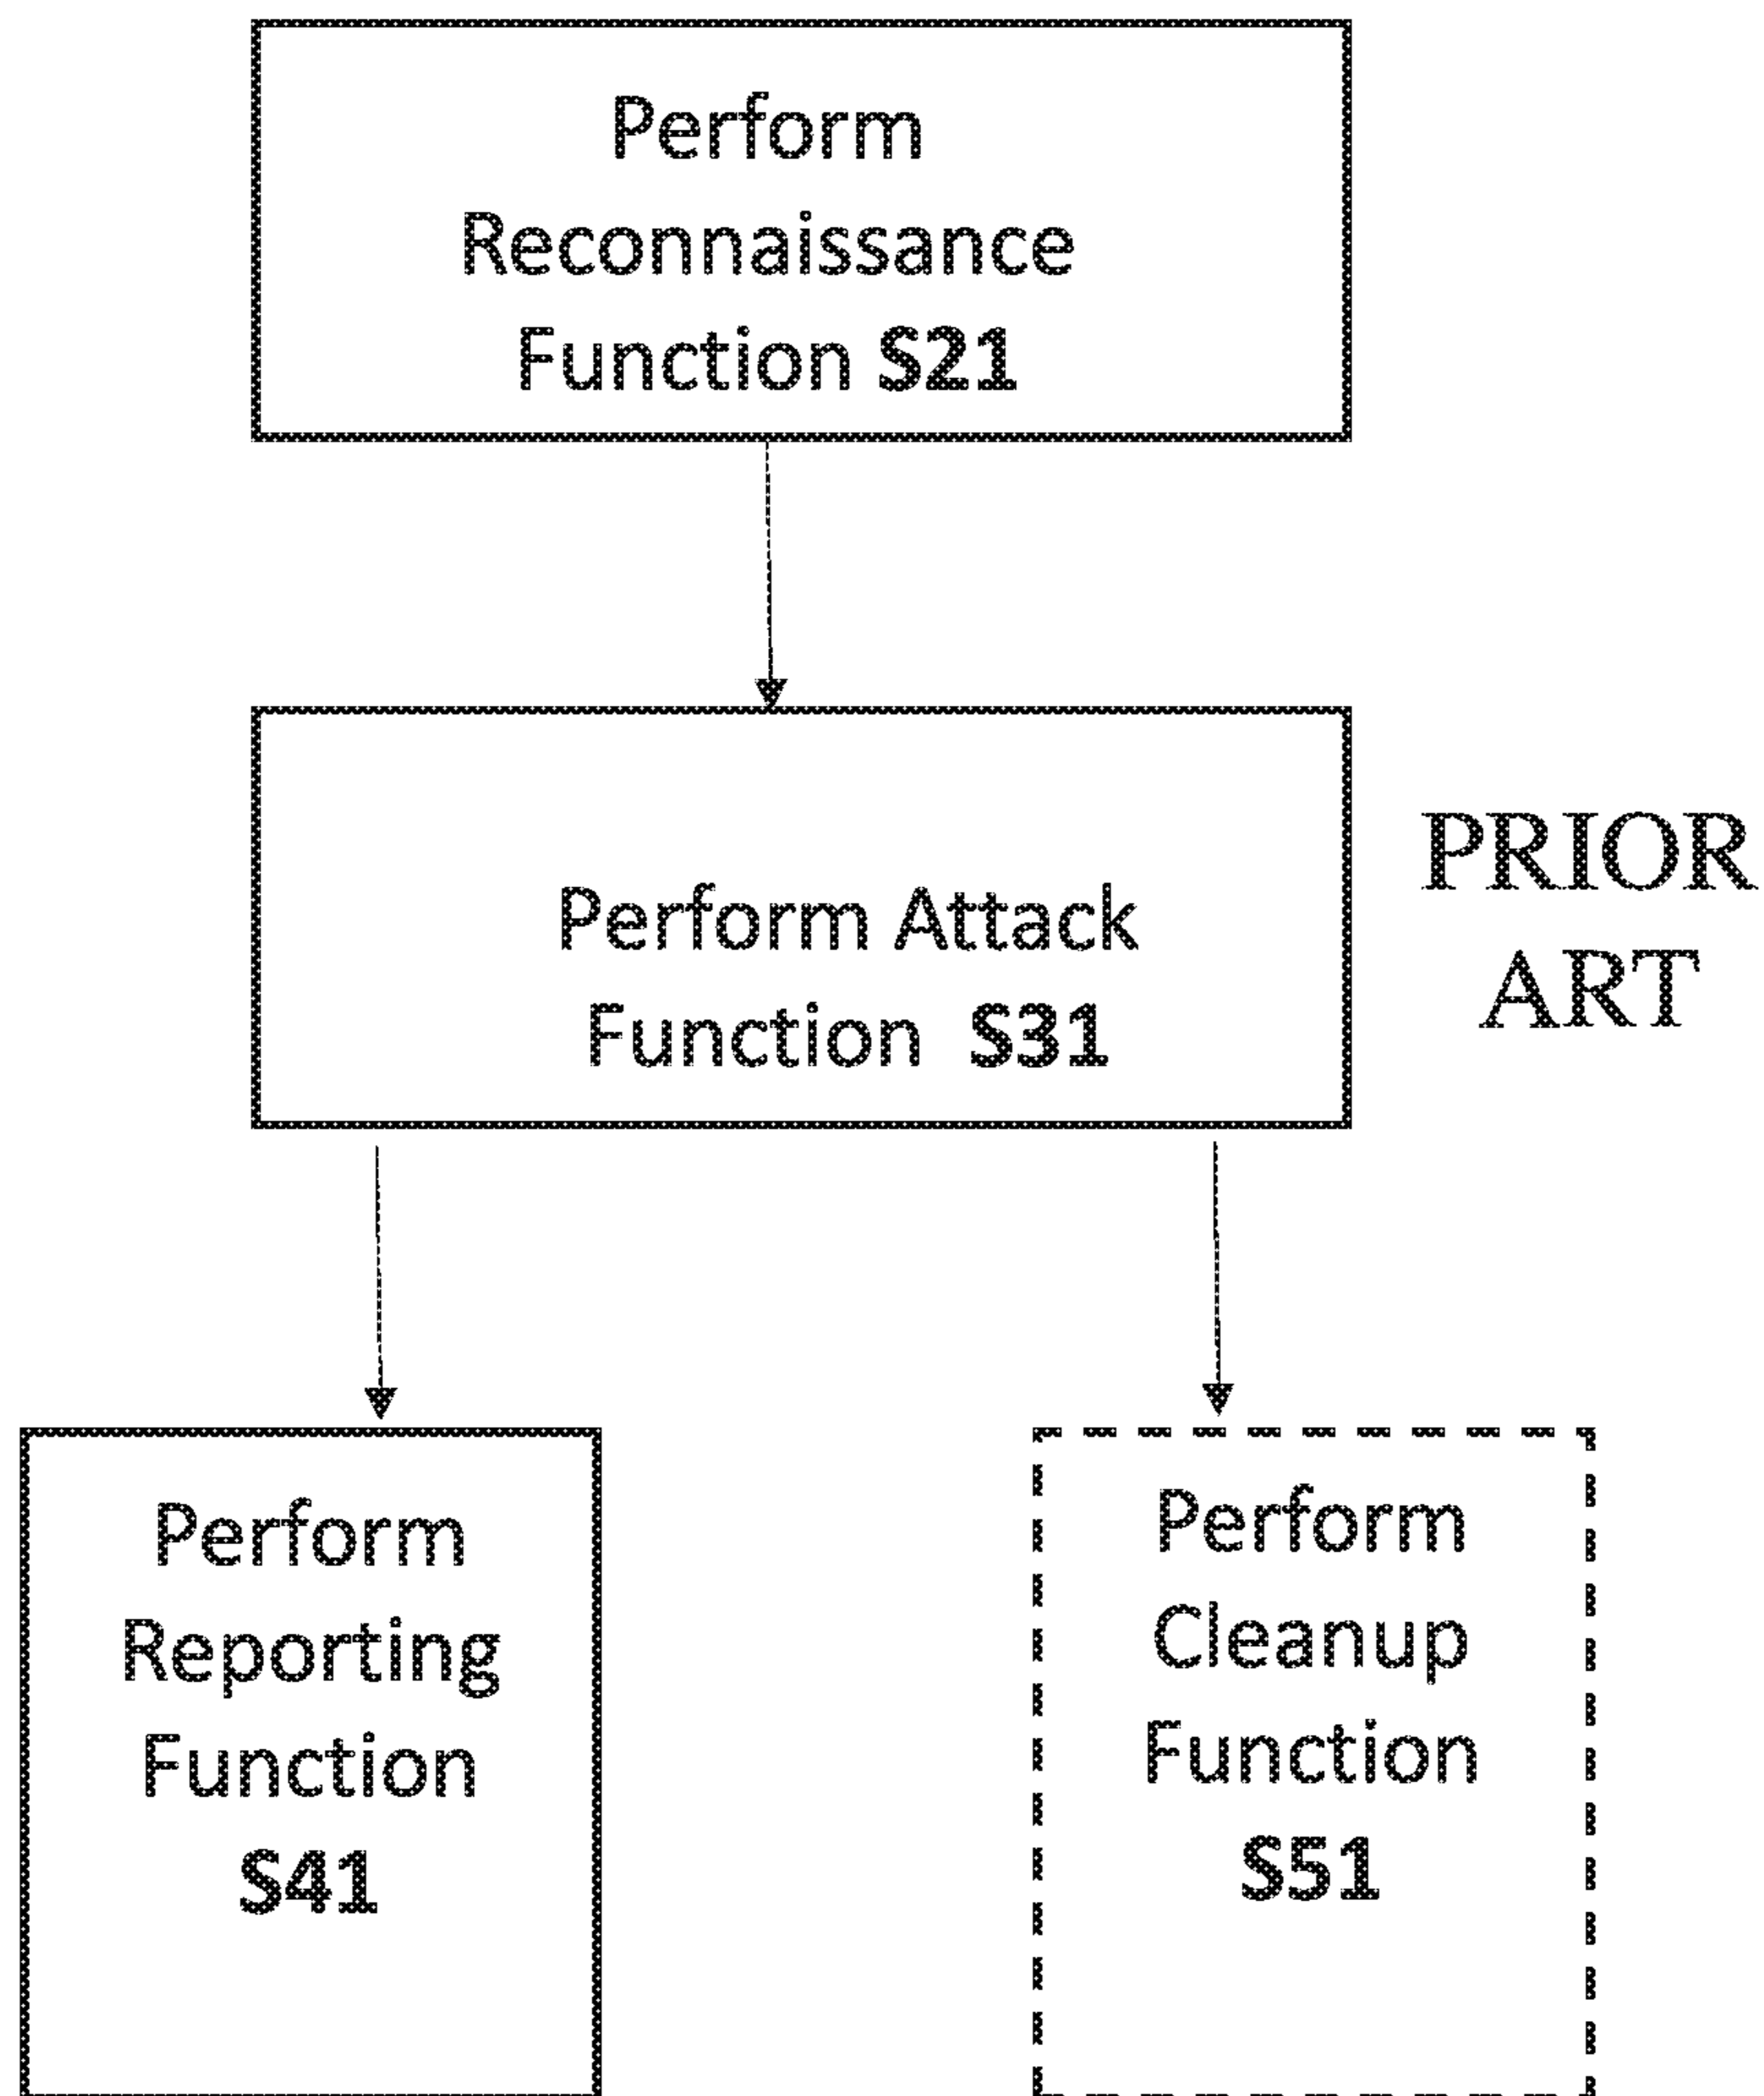 Perform
Reconnaissance
Function S21
Perform Attack
Function S31
PRIOR
ART
Perform
Reporting
Function
S41
Perform
Cleanup
Function
S51